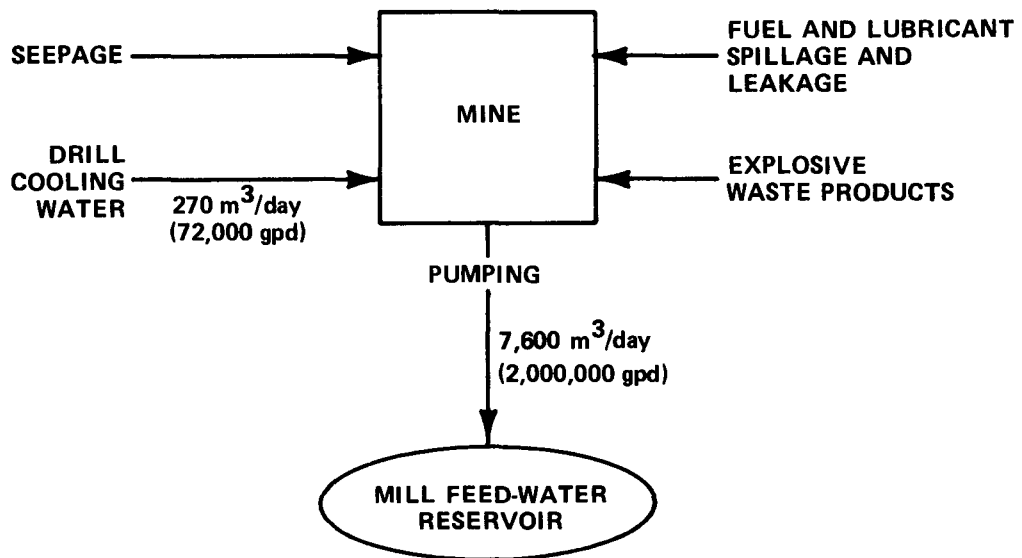 SEEPAGE
FUEL AND LUBRICANT
SPILLAGE AND
LEAKAGE
MINE
DRILL
COOLING
WATER
270 m³/day
(72,000 gpd)
EXPLOSIVE
WASTE PRODUCTS
PUMPING
7,600 m³/day
(2,000,000 gpd)
MILL FEED-WATER
RESERVOIR